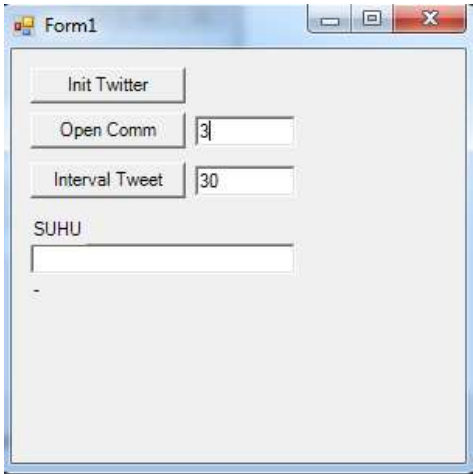 Form1
Init Twitter
Open Comm 3
Interval Tweet 30
SUHU
-